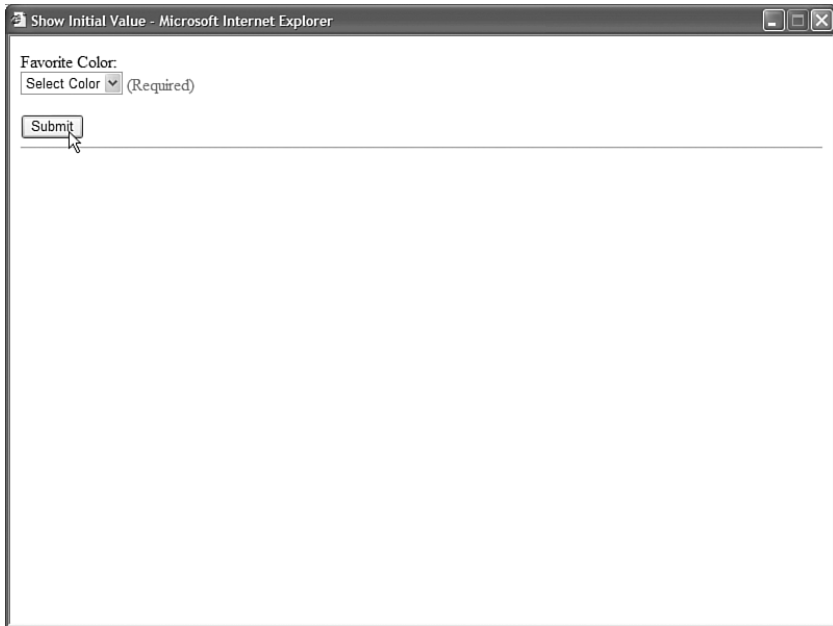 Show Initial Value - Microsoft Internet Explorer
Favorite Color:
Select Color (Required)
Submit